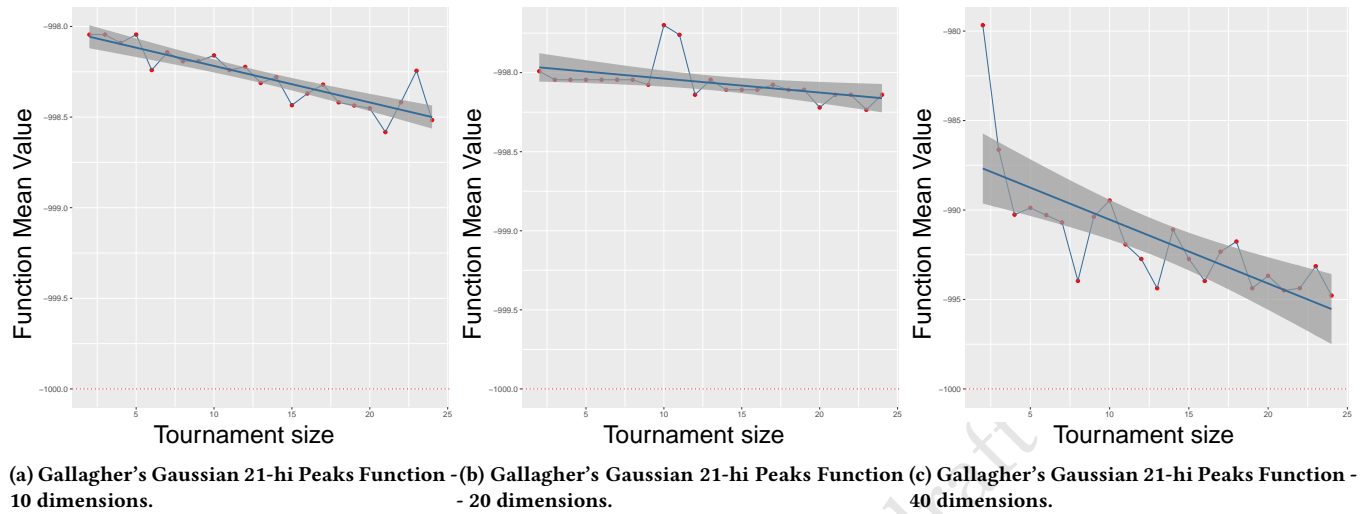 Function Mean Value
−998.0
−998.5
−999.0
−999.5
−1000.0
5
10
15
20
25
Tournament size
Function Mean Value
−998.0
−998.5
−999.0
−999.5
−1000.0
5
10
15
20
25
Tournament size
Function Mean Value
−980
−985
−990
−995
−1000
5
10
15
20
25
Tournament size
(a) Gallagher's Gaussian 21-hi Peaks Function -
10 dimensions.
(b) Gallagher's Gaussian 21-hi Peaks Function
- 20 dimensions.
(c) Gallagher's Gaussian 21-hi Peaks Function -
40 dimensions.
draft